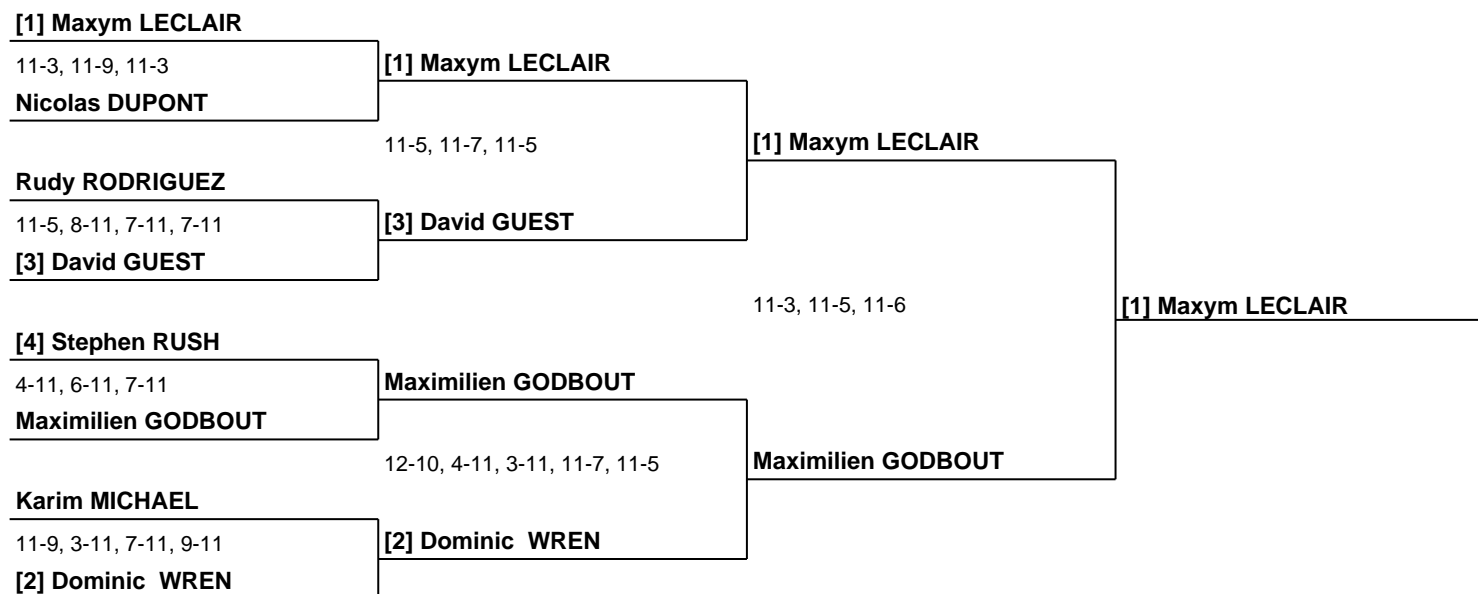 [1] Maxym LECLAIR
11-3, 11-9, 11-3
Nicolas DUPONT
Rudy RODRIGUEZ
11-5, 8-11, 7-11, 7-11
[3] David GUEST
[4] Stephen RUSH
4-11, 6-11, 7-11
Maximilien GODBOUT
Karim MICHAEL
11-9, 3-11, 7-11, 9-11
[2] Dominic  WREN
[1] Maxym LECLAIR
11-5, 11-7, 11-5
[3] David GUEST
Maximilien GODBOUT
12-10, 4-11, 3-11, 11-7, 11-5
[2] Dominic  WREN
[1] Maxym LECLAIR
11-3, 11-5, 11-6
Maximilien GODBOUT
[1] Maxym LECLAIR